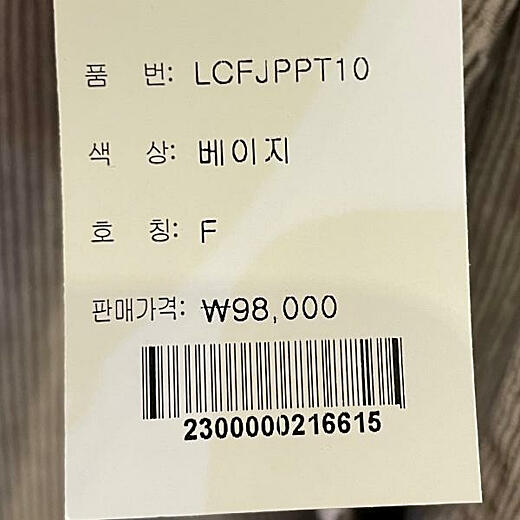 품 번: LCFJPPT10
색 상: 베이지
호 칭: F
판매가격: ₩98,000
2300000216615